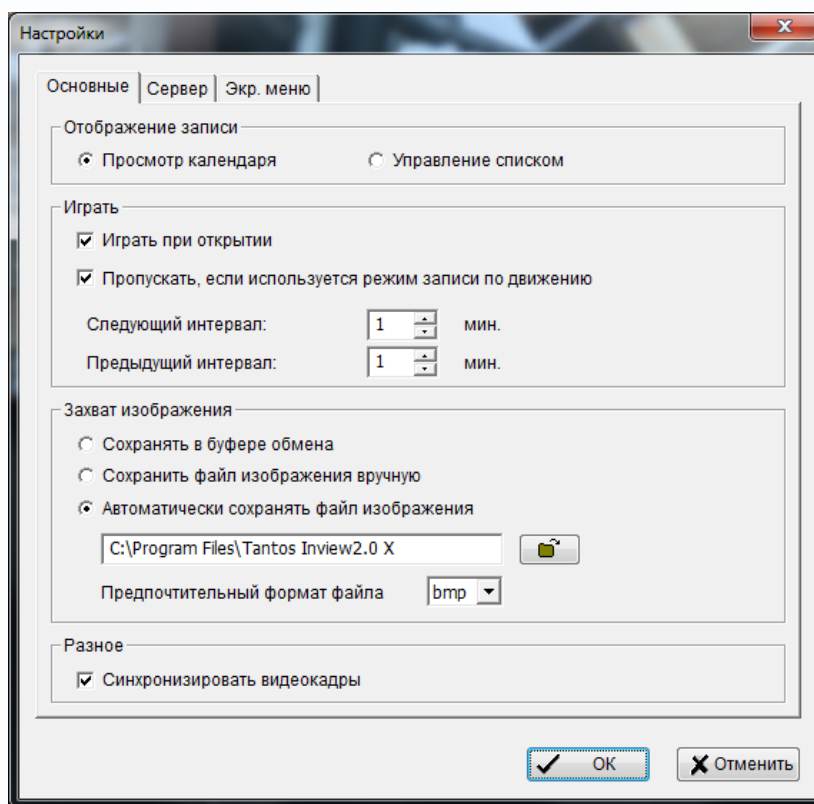 Настройки
Основные Сервер Экр. меню
Отображение записи
Просмотр календаря Управление списком
Играть
Играть при открытии
Пропускать, если используется режим записи по движению
Следующий интервал: 1 мин.
Предыдущий интервал: 1 мин.
Захват изображения
Сохранять в буфере обмена
Сохранить файл изображения вручную
Автоматически сохранять файл изображения
C:\Program Files\Tantos Inview2.0 X
Предпочтительный формат файла bmp
Разное
Синхронизировать видеокадры
OK Отменить